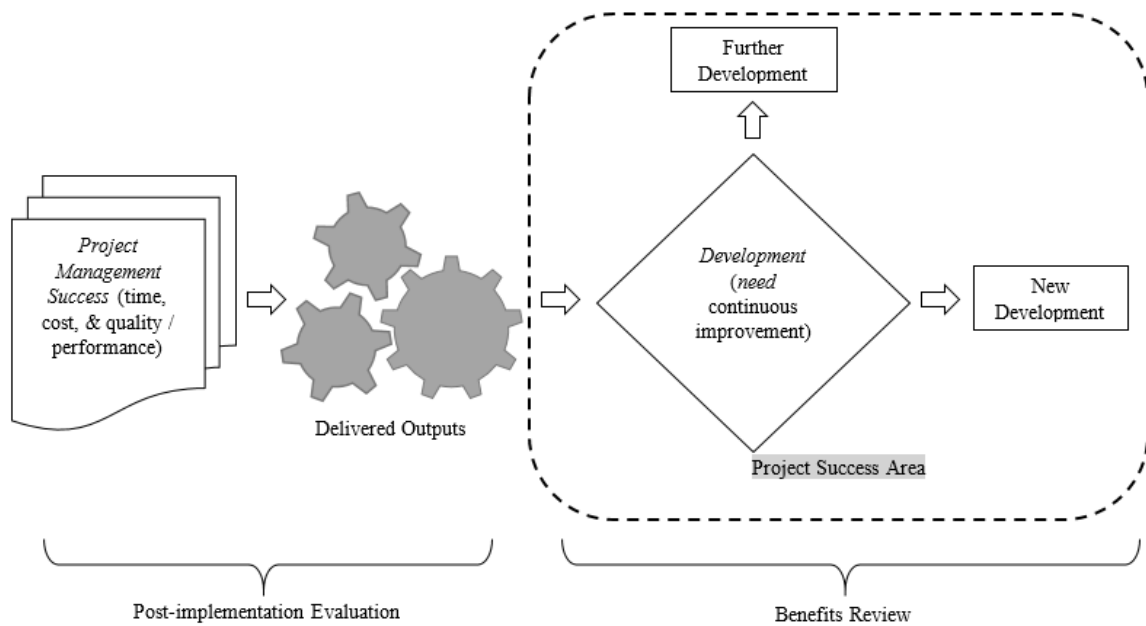 Further
Development
Project
Management
Success (time,
cost, & quality /
performance)
Development
(need
continuous
improvement)
New
Development
Delivered Outputs
Project Success Area
Post-implementation Evaluation
Benefits Review